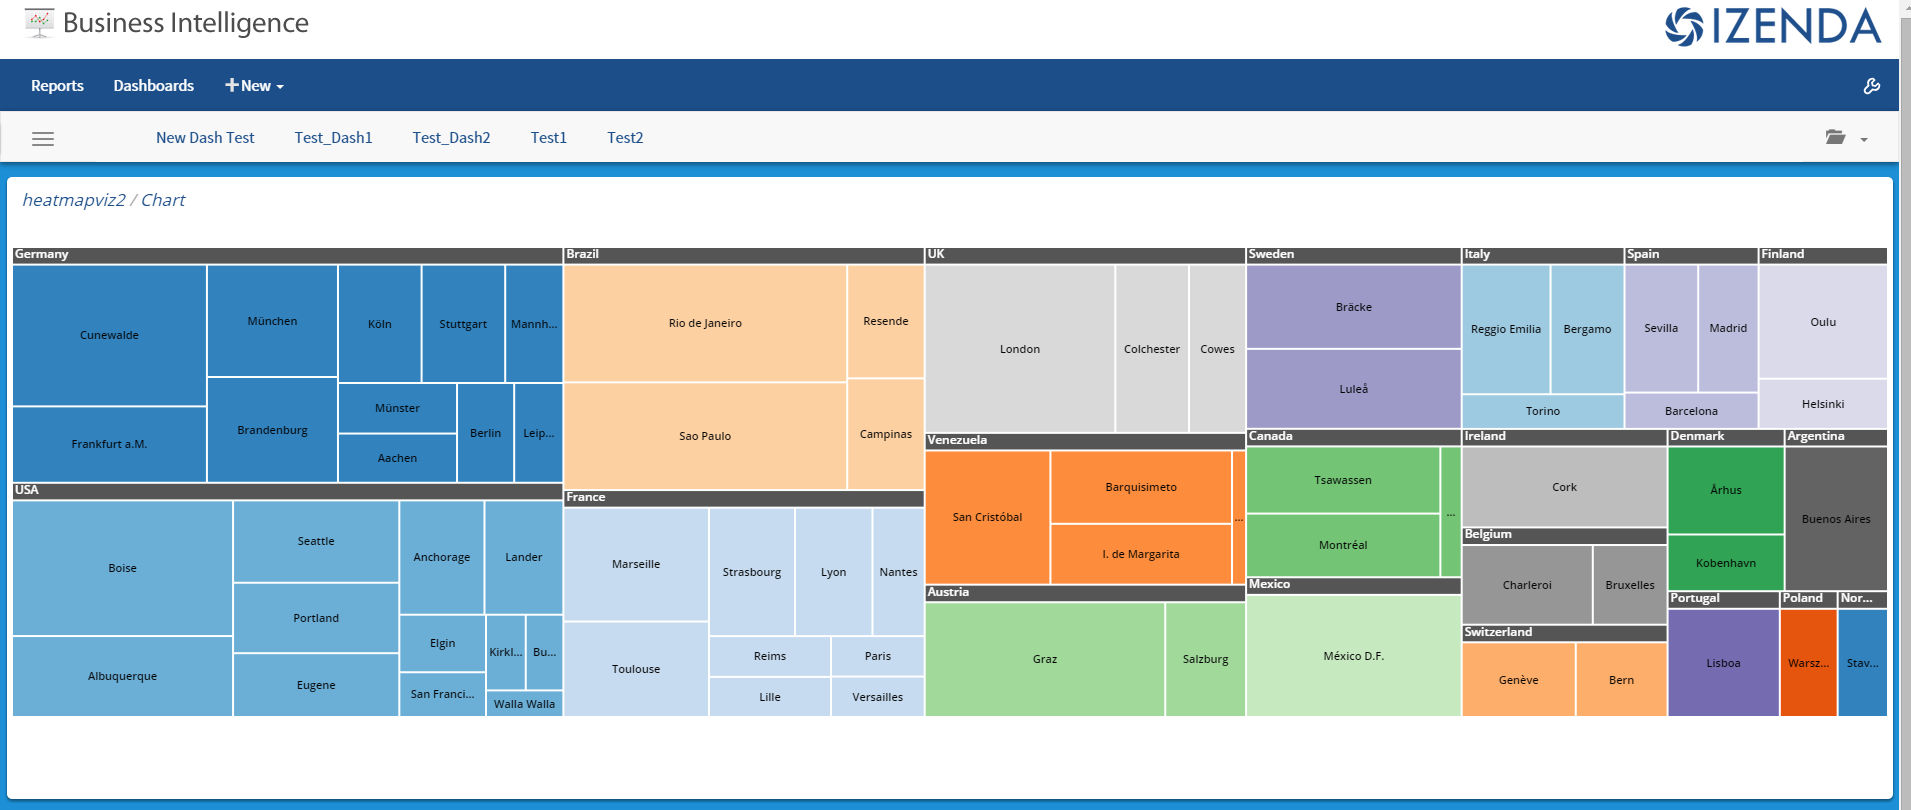 Business Intelligence
IZENDA
Reports Dashboards +New
New Dash Test Test_Dash1 Test_Dash2 Test1 Test2
heatmapviz2 / Chart
Germany
Cunewalde
Frankfurt a.M.
München
Brandenburg
Köln
Stuttgart
Mannh...
Münster
Aachen
Berlin
Leip...
USA
Boise
Albuquerque
Seattle
Portland
Eugene
Anchorage
Lander
Elgin
San Franci...
Kirkl...
Bu...
Walla Walla
Brazil
Rio de Janeiro
Sao Paulo
Resende
Campinas
France
Marseille
Toulouse
Strasbourg
Lyon
Nantes
Reims
Paris
Lille
Versailles
UK
London
Colchester
Cowes
Venezuela
San Cristóbal
Barquisimeto
I. de Margarita
...
Austria
Graz
Salzburg
Sweden
Bräcke
Luleå
Canada
Tsawassen
Montréal
...
Mexico
México D.F.
Italy
Reggio Emilia
Bergamo
Torino
Spain
Sevilla
Madrid
Barcelona
Finland
Oulu
Helsinki
Ireland
Cork
Belgium
Charleroi
Bruxelles
Switzerland
Genève
Bern
Denmark
Århus
Kobenhavn
Argentina
Buenos Aires
Portugal
Lisboa
Poland
Warsz...
Nor...
Stav...